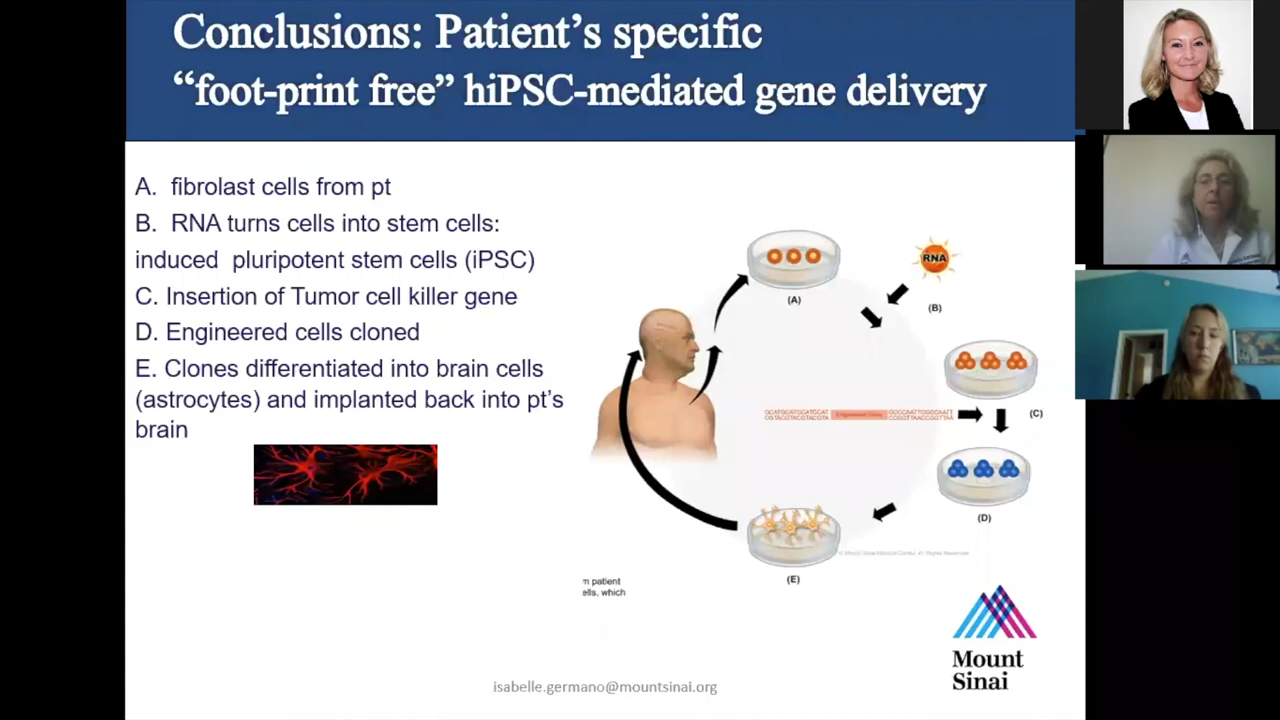 Conclusions: Patient’s specific
“foot-print free” hiPSC-mediated gene delivery
A. fibrolast cells from pt
B. RNA turns cells into stem cells:
induced pluripotent stem cells (iPSC)
C. Insertion of Tumor cell killer gene
D. Engineered cells cloned
E. Clones differentiated into brain cells
(astrocytes) and implanted back into pt’s
brain
(A)
RNA
(B)
(C)
(D)
(E)
patient
ells, which
Mount
Sinai
isabelle.germano@mountsinai.org